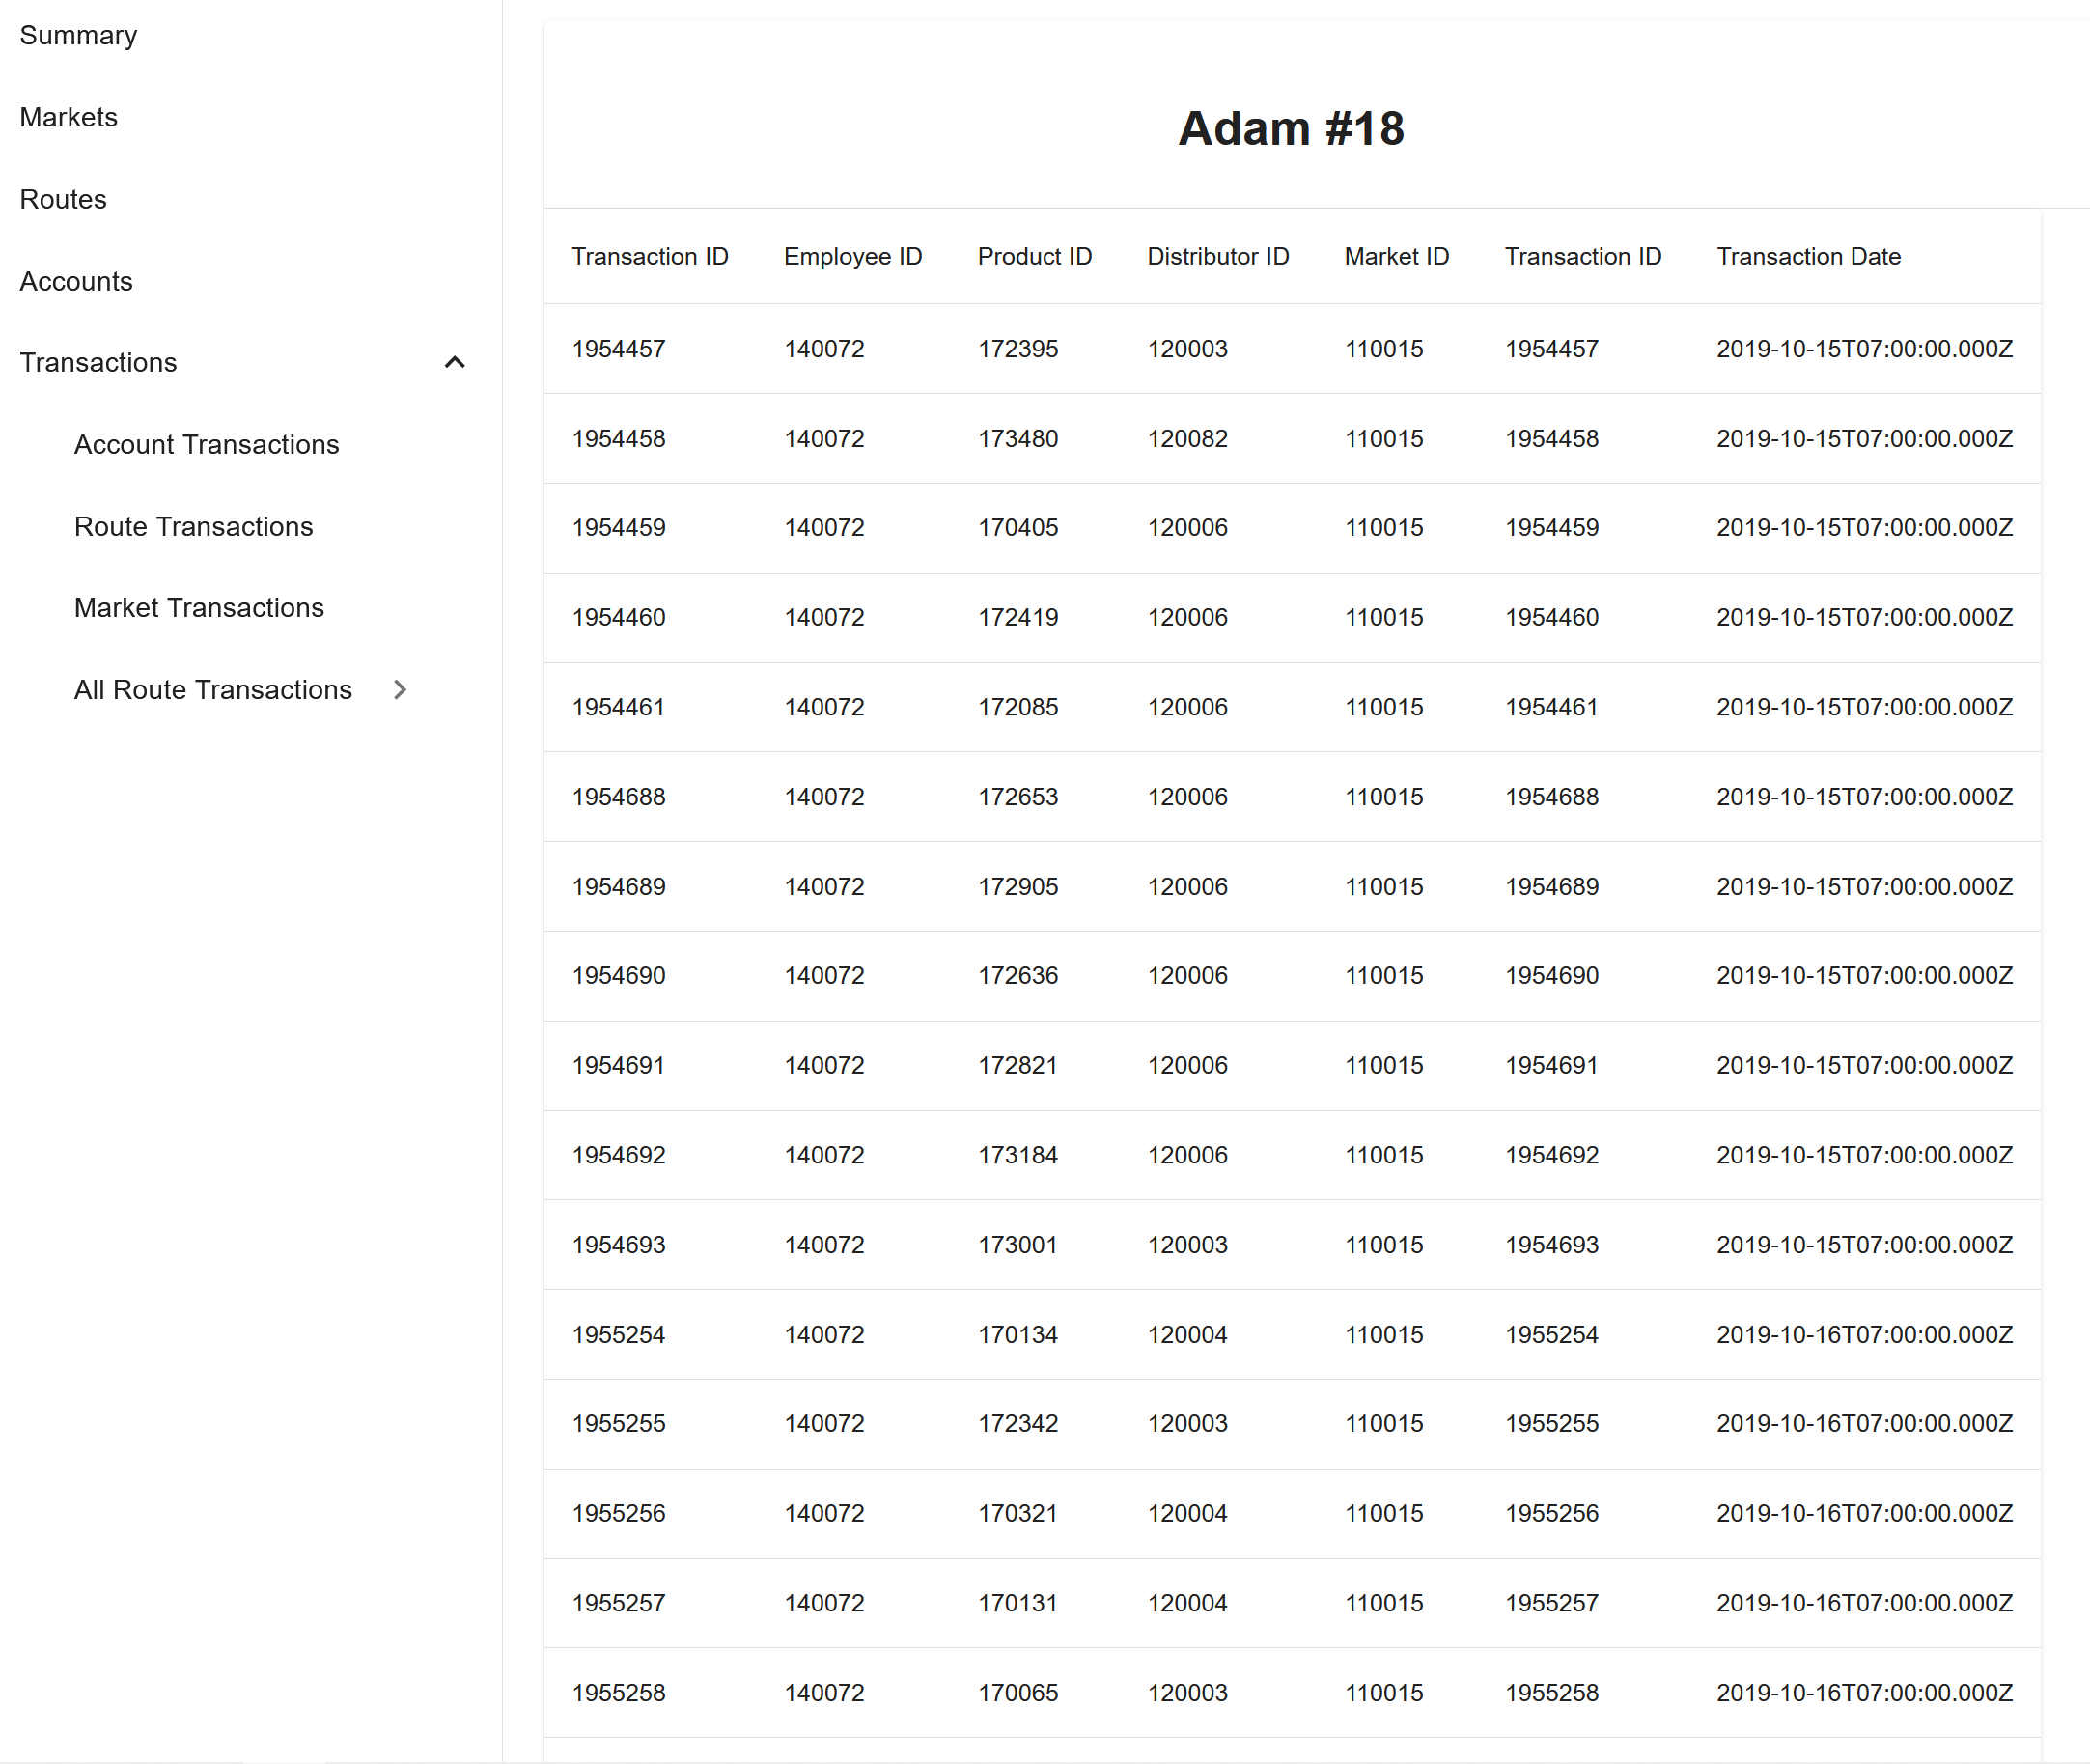 Summary
Markets
Routes
Accounts
Transactions
Account Transactions
Route Transactions
Market Transactions
All Route Transactions
Adam #18
Transaction ID Employee ID Product ID Distributor ID Market ID Transaction ID Transaction Date
1954457 140072 172395 120003 110015 1954457 2019-10-15T07:00:00.000Z
1954458 140072 173480 120082 110015 1954458 2019-10-15T07:00:00.000Z
1954459 140072 170405 120006 110015 1954459 2019-10-15T07:00:00.000Z
1954460 140072 172419 120006 110015 1954460 2019-10-15T07:00:00.000Z
1954461 140072 172085 120006 110015 1954461 2019-10-15T07:00:00.000Z
1954688 140072 172653 120006 110015 1954688 2019-10-15T07:00:00.000Z
1954689 140072 172905 120006 110015 1954689 2019-10-15T07:00:00.000Z
1954690 140072 172636 120006 110015 1954690 2019-10-15T07:00:00.000Z
1954691 140072 172821 120006 110015 1954691 2019-10-15T07:00:00.000Z
1954692 140072 173184 120006 110015 1954692 2019-10-15T07:00:00.000Z
1954693 140072 173001 120003 110015 1954693 2019-10-15T07:00:00.000Z
1955254 140072 170134 120004 110015 1955254 2019-10-16T07:00:00.000Z
1955255 140072 172342 120003 110015 1955255 2019-10-16T07:00:00.000Z
1955256 140072 170321 120004 110015 1955256 2019-10-16T07:00:00.000Z
1955257 140072 170131 120004 110015 1955257 2019-10-16T07:00:00.000Z
1955258 140072 170065 120003 110015 1955258 2019-10-16T07:00:00.000Z